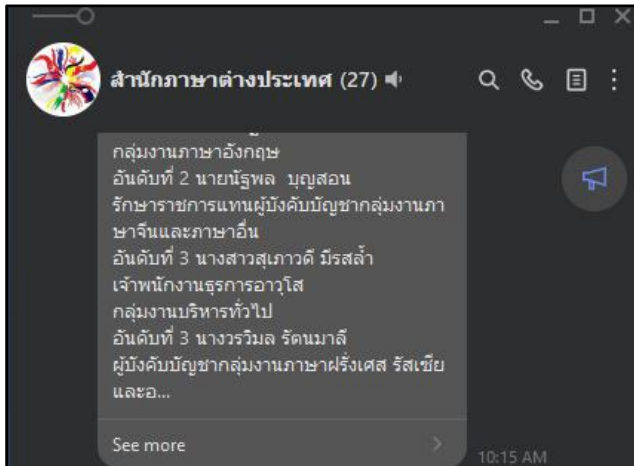 สำนักภาษาต่างประเทศ (27)
กลุ่มงานภาษาอังกฤษ
อันดับที่ 2 นายนัฐพล บุญสอน
รักษาราชการแทนผู้บังคับบัญชากลุ่มงานภา
ษาจีนและภาษาอื่น
อันดับที่ 3 นางสาวสุเภาวดี มีรสล้ำ
เจ้าพนักงานธุรการอาวุโส
กลุ่มงานบริหารทั่วไป
อันดับที่ 3 นางวรวิมล รัตนมาลี
ผู้บังคับบัญชากลุ่มงานภาษาฝรั่งเศส รัสเซีย
และอ...
See more
10:15 AM